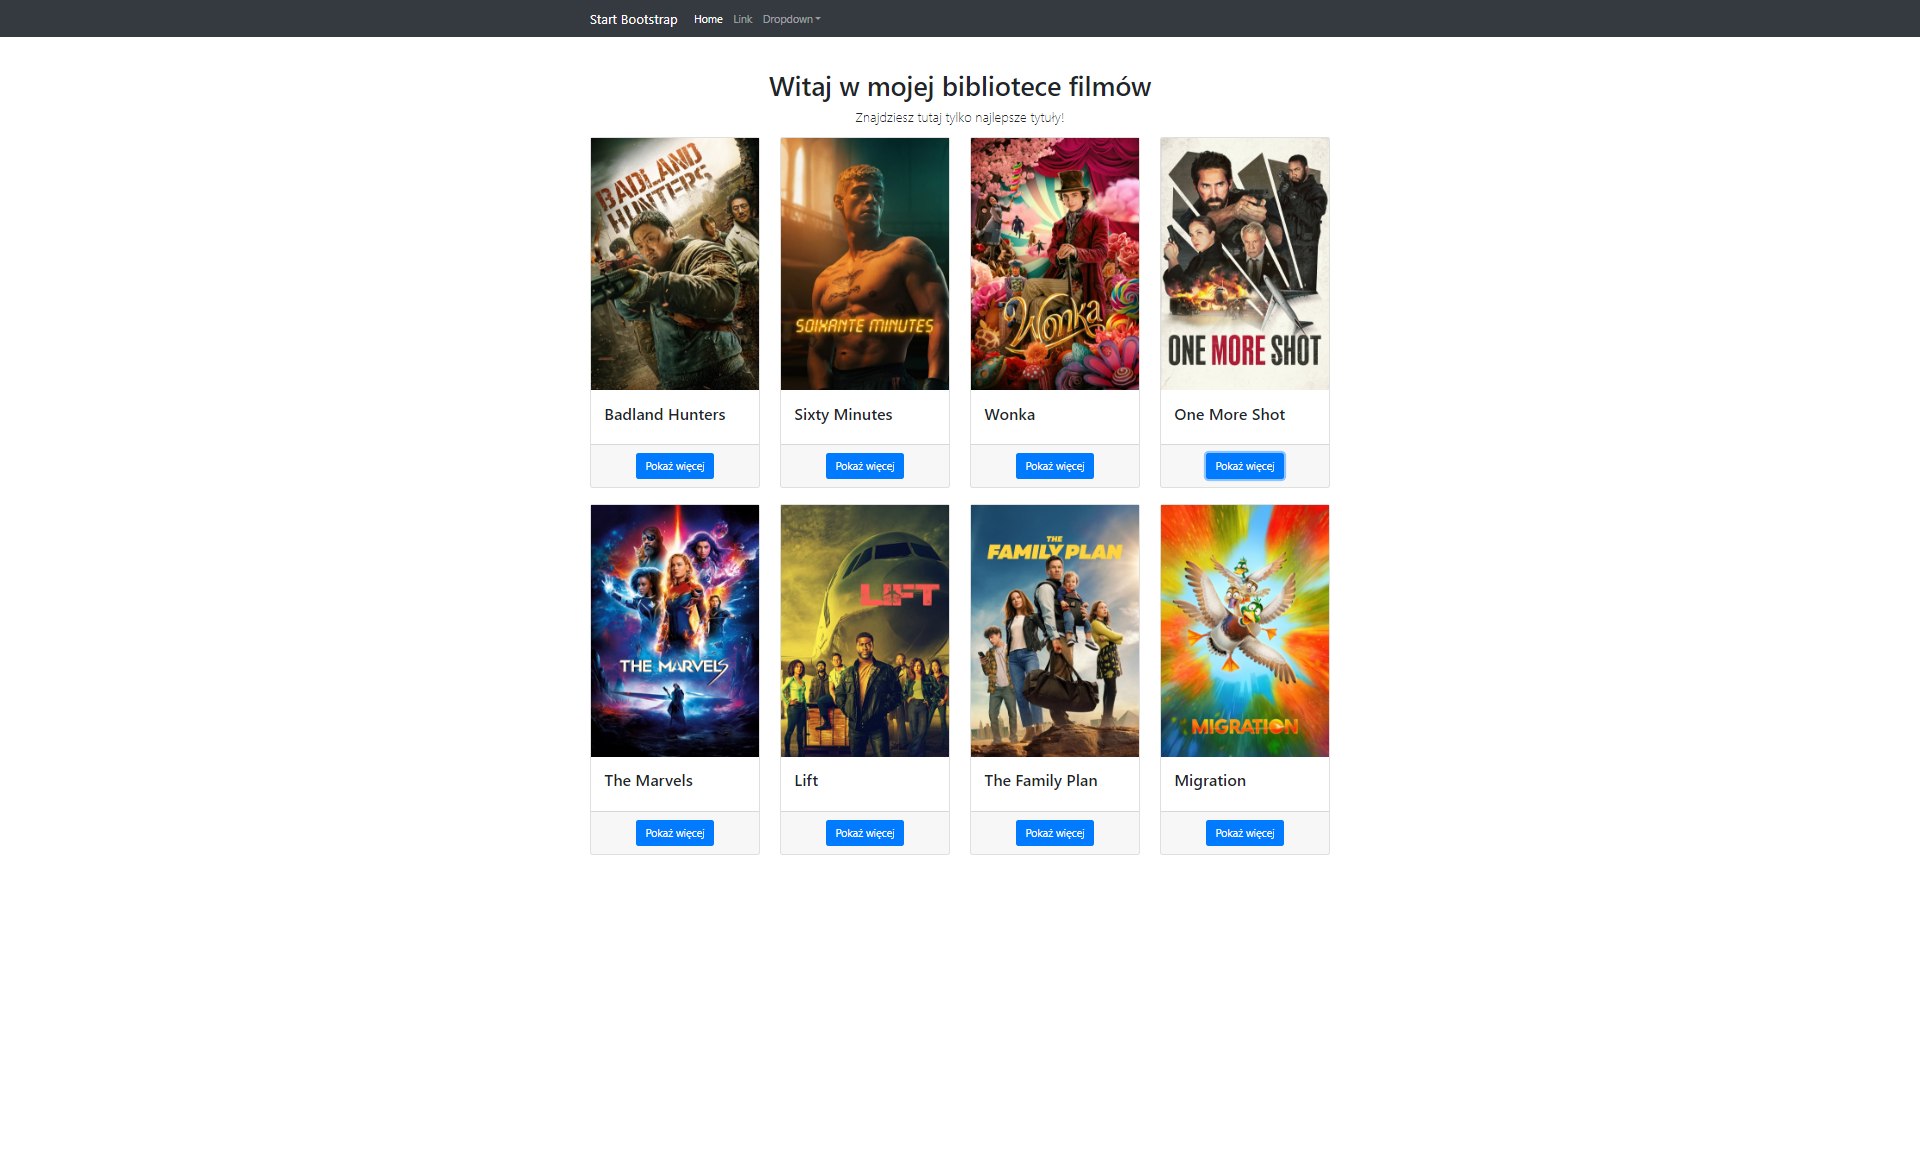 Start Bootstrap Home Link Dropdown
Witaj w mojej bibliotece filmów
Znajdziesz tutaj tylko najlepsze tytuły!
BADLAND
HUNTERS
SOIXANTE MINUTES
Wonka
ONE MORE SHOT
Badland Hunters
Sixty Minutes
Wonka
One More Shot
Pokaż więcej
Pokaż więcej
Pokaż więcej
Pokaż więcej
THE MARVELS
LIFT
THE
FAMILY PLAN
MIGRATION
The Marvels
Lift
The Family Plan
Migration
Pokaż więcej
Pokaż więcej
Pokaż więcej
Pokaż więcej